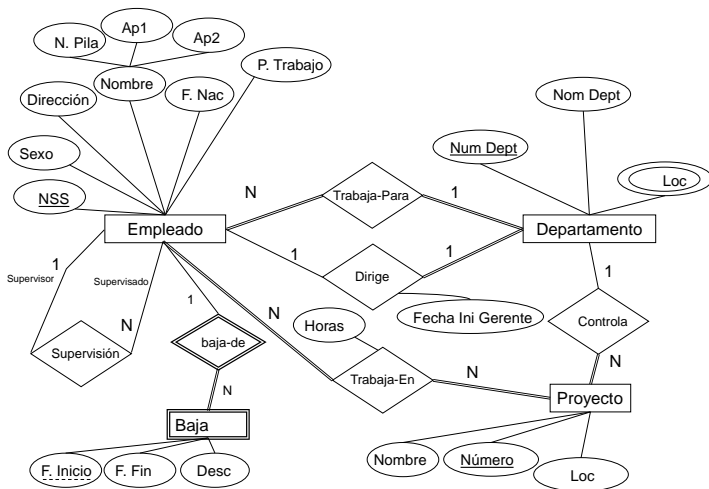 Ap1
N. Pila
Ap2
P. Trabajo
Nombre
F. Nac
Dirección
Nom Dept
Sexo
Num Dept
Loc
NSS
N
Trabaja-Para
1
Empleado
Departamento
1
Supervisor
Supervisado
1
Dirige
1
1
N
Supervisión
1
baja-de
N
Horas
Fecha Ini Gerente
Controla
N
Trabaja-En
N
N
Baja
Proyecto
F. Inicio
F. Fin
Desc
Nombre
Número
Loc